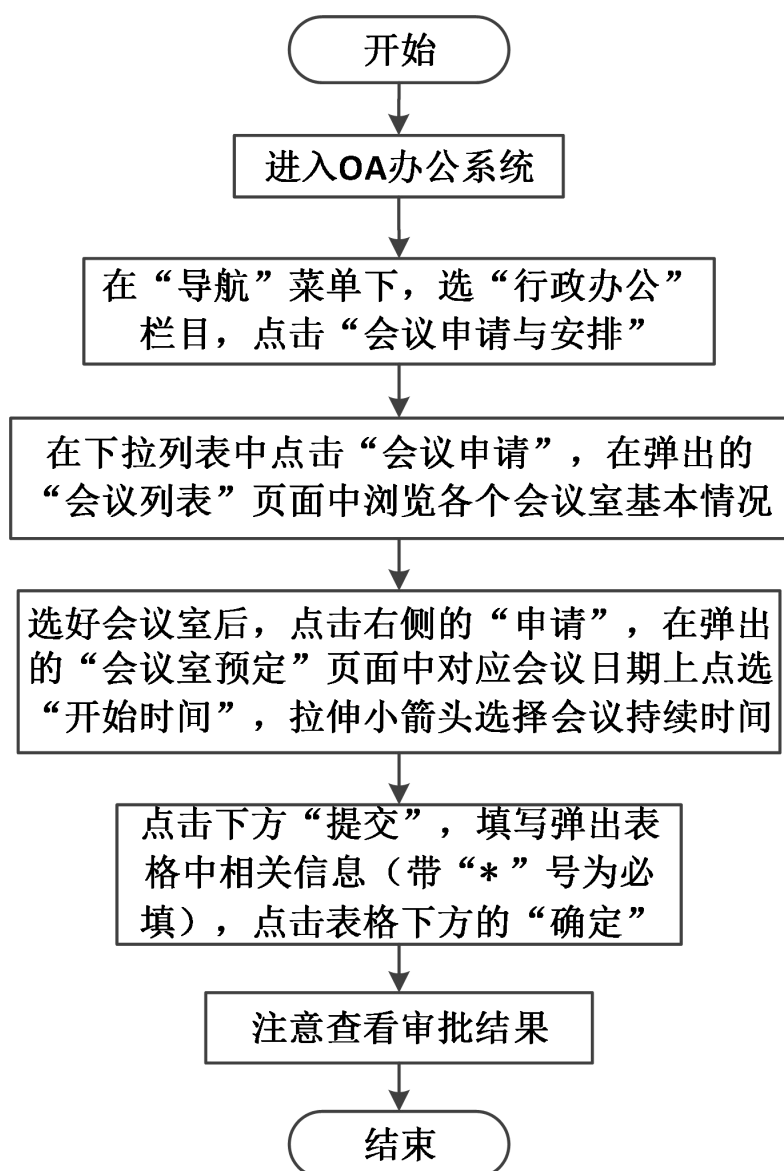 开始
进入OA办公系统
在“导航”菜单下，选“行政办公”
栏目，点击“会议申请与安排”
在下拉列表中点击“会议申请”，在弹出的
“会议列表”页面中浏览各个会议室基本情况
选好会议室后，点击右侧的“申请”，在弹出
的“会议室预定”页面中对应会议日期上点选
“开始时间”，拉伸小箭头选择会议持续时间
点击下方“提交”，填写弹出表
格中相关信息（带“*”号为必
填），点击表格下方的“确定”
注意查看审批结果
结束